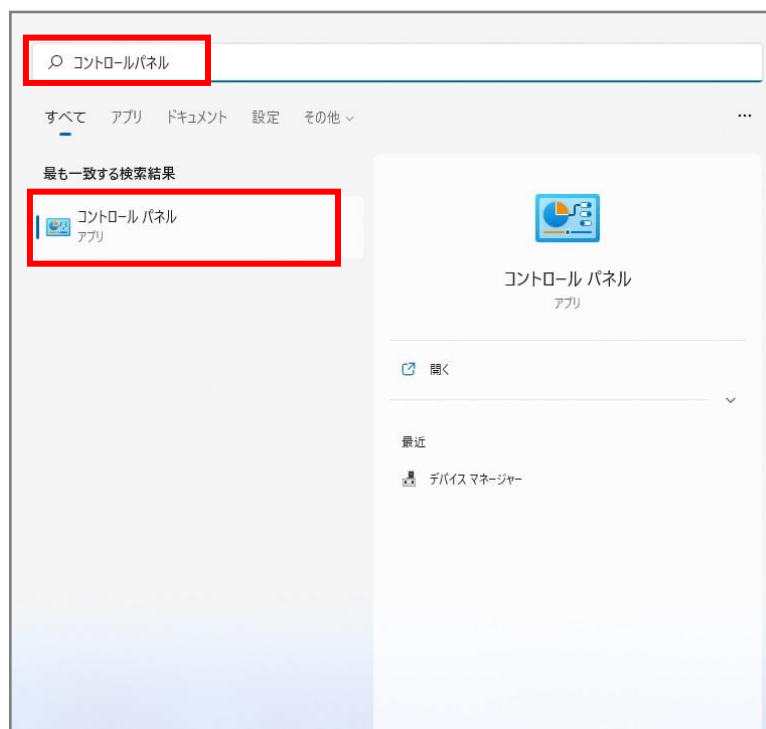 コントロールパネル
すべて アプリ ドキュメント 設定 その他
最も一致する検索結果
コントロール パネル
アプリ
コントロール パネル
アプリ
開く
最近
デバイス マネージャー